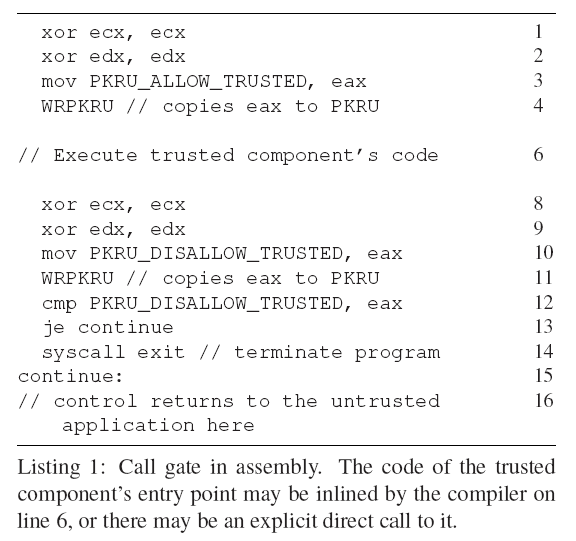 xor ecx, ecx 1
xor edx, edx 2
mov PKRU_ALLOW_TRUSTED, eax 3
WRPKRU // copies eax to PKRU 4
// Execute trusted component's code 6
xor ecx, ecx 8
xor edx, edx 9
mov PKRU_DISALLOW_TRUSTED, eax 10
WRPKRU // copies eax to PKRU 11
cmp PKRU_DISALLOW_TRUSTED, eax 12
je continue 13
syscall exit // terminate program 14
continue: 15
// control returns to the untrusted 16
application here
Listing 1: Call gate in assembly. The code of the trusted
component's entry point may be inlined by the compiler on
line 6, or there may be an explicit direct call to it.